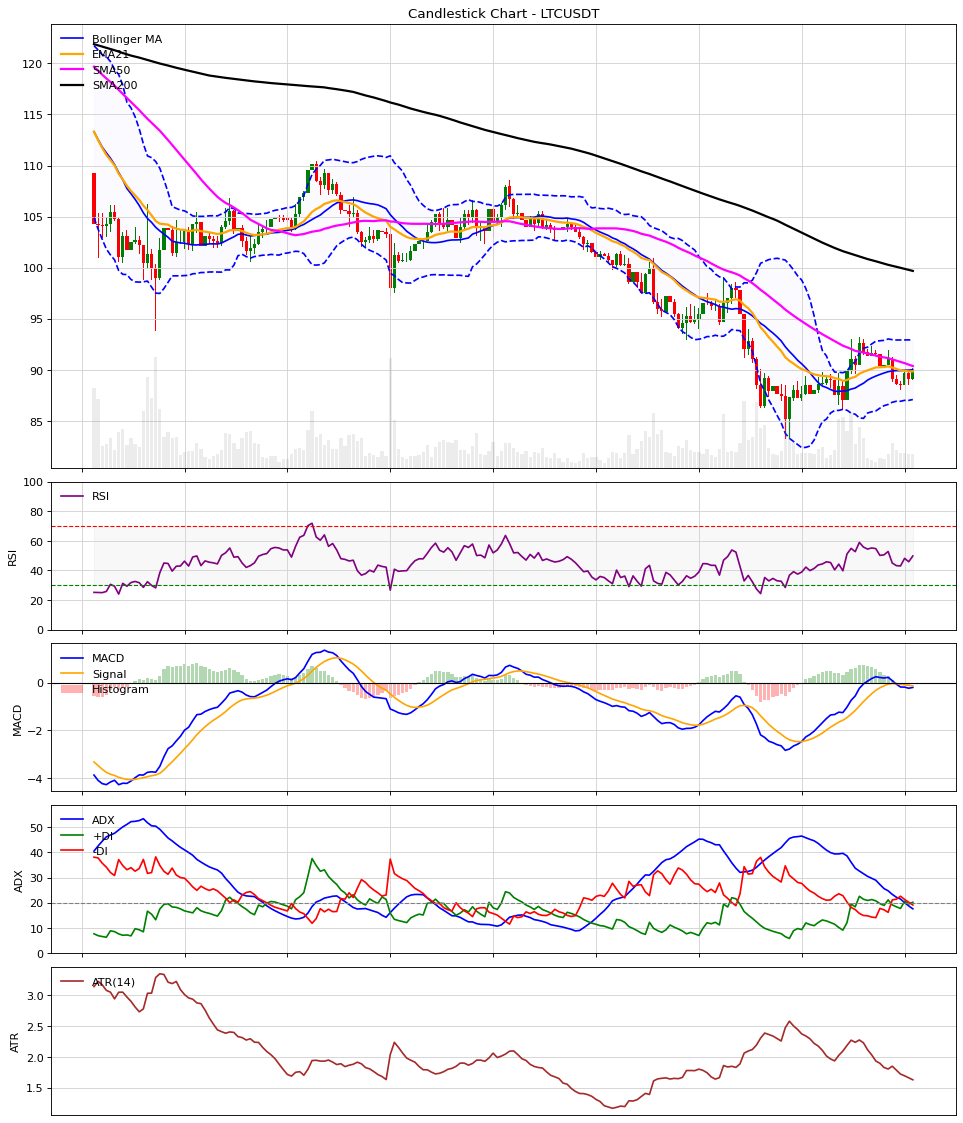 Candlestick Chart - LTCUSDT
Bollinger MA
EMA21
SMA50
SMA200
120
115
110
105
100
95
90
85
RSI
100
80
60
40
20
0
RSI
MACD
Signal
Histogram
0
−2
−4
MACD
ADX
+DI
-DI
50
40
30
20
10
0
ADX
ATR(14)
3.0
2.5
2.0
1.5
ATR